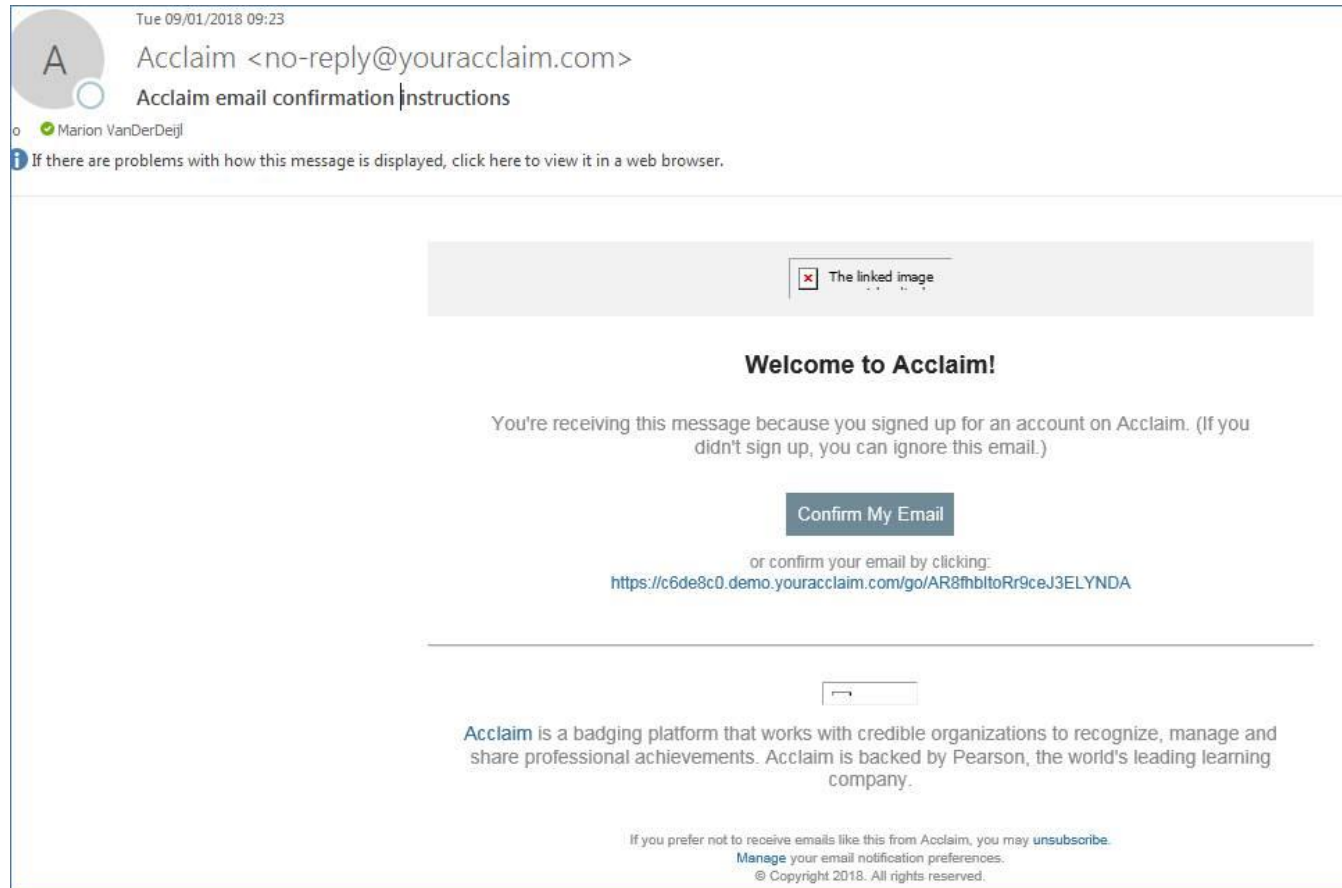 Tue 09/01/2018 09:23
A
Acclaim <no-reply@youracclaim.com>
Acclaim email confirmation instructions
o Marion VanDerDeijl
If there are problems with how this message is displayed, click here to view it in a web browser.
The linked image
Welcome to Acclaim!
You're receiving this message because you signed up for an account on Acclaim. (If you
didn't sign up, you can ignore this email.)
Confirm My Email
or confirm your email by clicking:
https://c6de8c0.demo.youracclaim.com/go/AR8fhbltoRr9ceJ3ELYNDA
Acclaim is a badging platform that works with credible organizations to recognize, manage and
share professional achievements. Acclaim is backed by Pearson, the world's leading learning
company.
If you prefer not to receive emails like this from Acclaim, you may unsubscribe.
Manage your email notification preferences.
© Copyright 2018. All rights reserved.